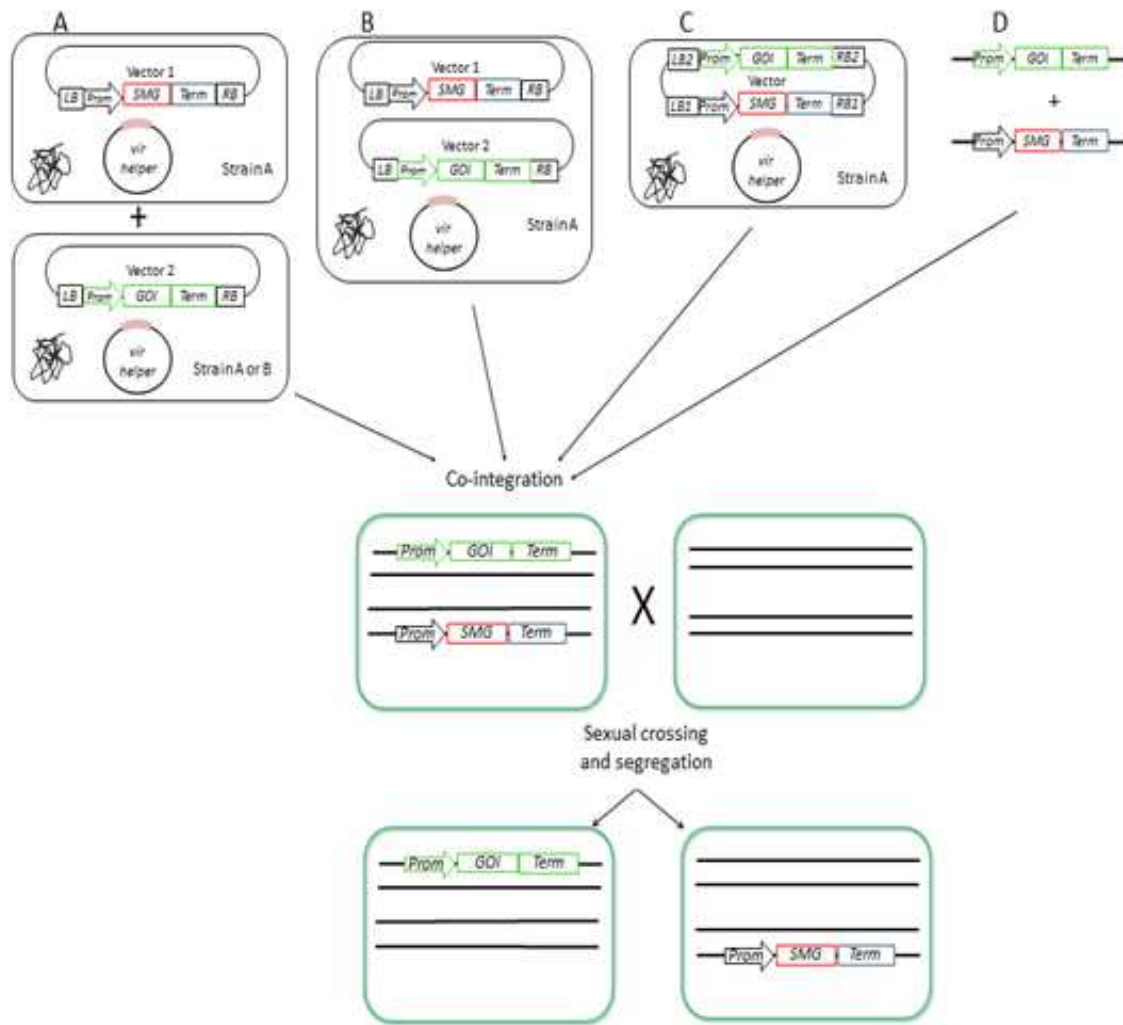 A
B
C
D
Vector 1
LB Prom SMG Term RB
vir
helper
Strain A
+
Vector 2
LB Prom GOI Term RB
vir
helper
Strain A or B
Vector 1
LB Prom SMG Term RB
Vector 2
LB Prom GOI Term RB
vir
helper
Strain A
LB2 Prom GOI Term RB2
Vector
LB1 Prom SMG Term RB1
vir
helper
Strain A
Prom GOI Term
+
Prom SMG Term
Co-integration
Prom GOI Term
Prom SMG Term
X
Sexual crossing
and segregation
Prom GOI Term
Prom SMG Term